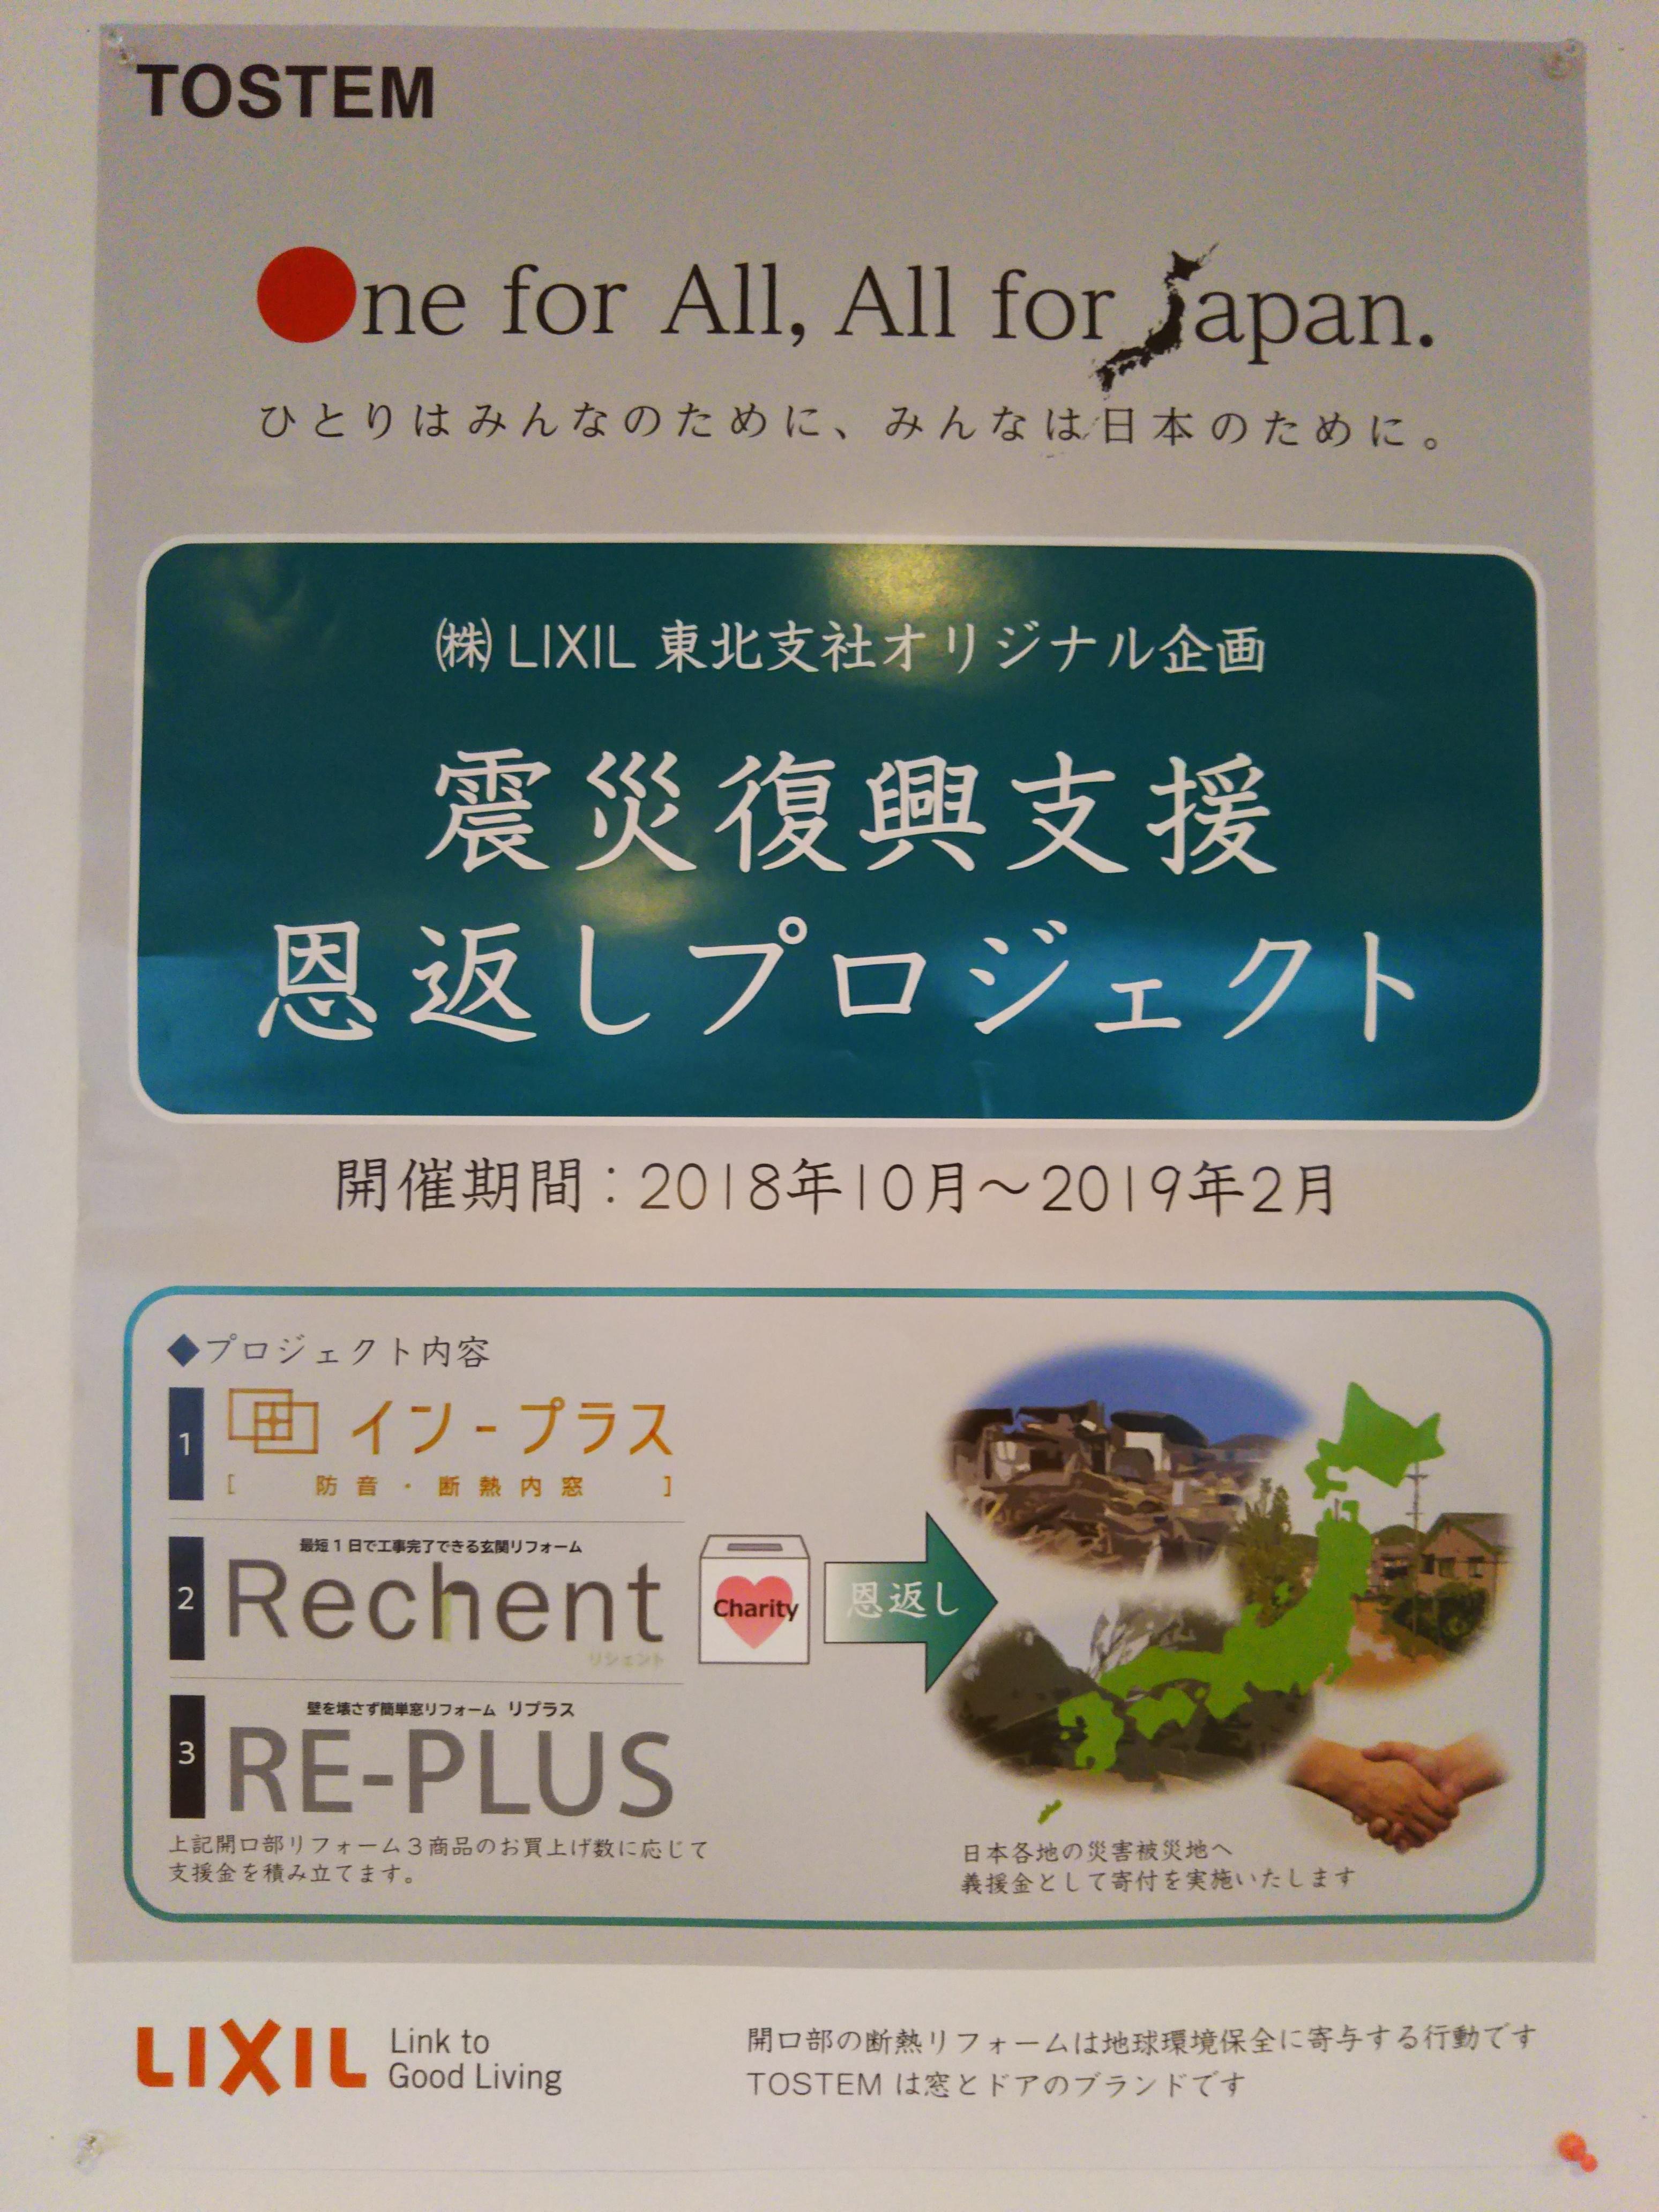 TOSTEM
One for All, All for Japan.
ひとりはみんなのために、みんなは日本のために。
㈱LIXIL 東北支社オリジナル企画
震災復興支援
恩返しプロジェクト
開催期間：2018年10月～2019年2月
◆プロジェクト内容
1
イン-プラス
[ 防音・断熱内窓 ]
2
最短1日で工事完了できる玄関リフォーム
Rechent
リシェント
3
壁を壊さず簡単窓リフォーム リプラス
RE-PLUS
上記開口部リフォーム3商品のお買上げ数に応じて
支援金を積み立てます。
Charity
恩返し
日本各地の災害被災地へ
義援金として寄付を実施いたします
LIXIL
Link to
Good Living
開口部の断熱リフォームは地球環境保全に寄与する行動です
TOSTEM は窓とドアのブランドです